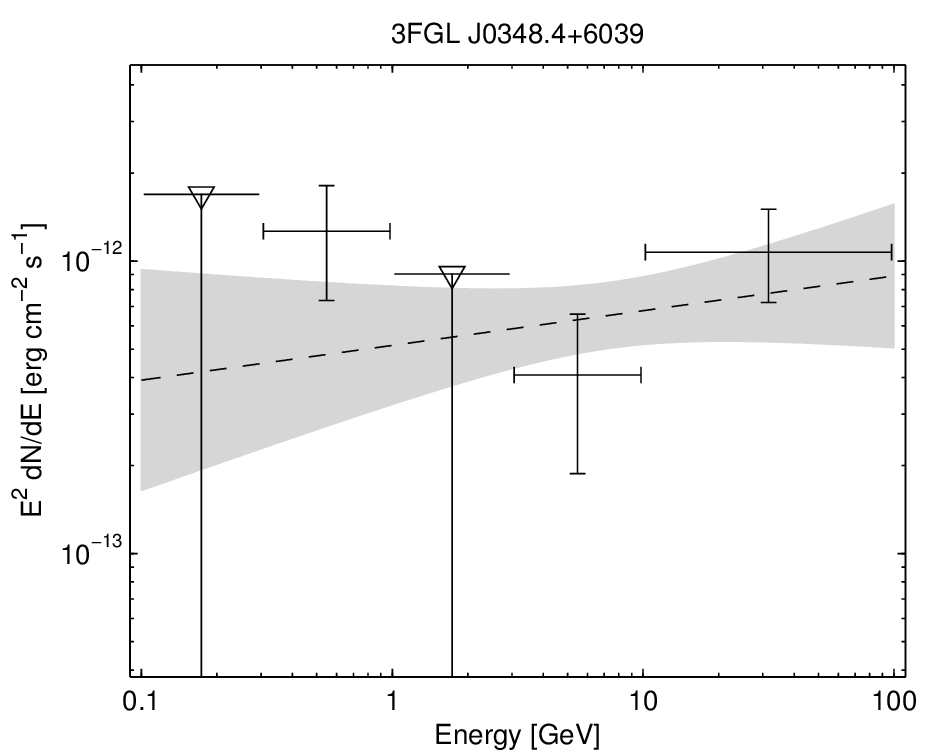 3FGL J0348.4+6039
E² dN/dE [erg cm⁻² s⁻¹]
10⁻¹²
10⁻¹³
0.1 1 10 100
Energy [GeV]